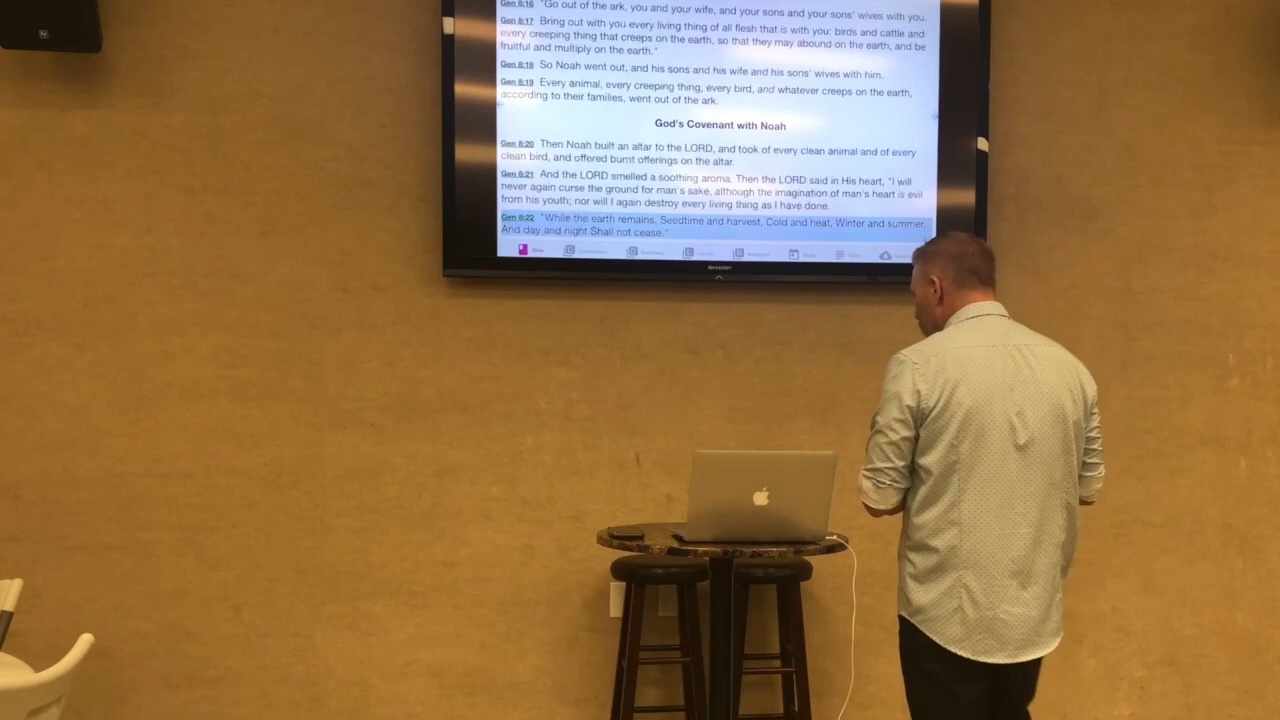 Gen 8:16 "Go out of the ark, you and your wife, and your sons and your sons' wives with you.
Gen 8:17 Bring out with you every living thing of all flesh that is with you: birds and cattle and
every creeping thing that creeps on the earth, so that they may abound on the earth, and be
fruitful and multiply on the earth."
Gen 8:18 So Noah went out, and his sons and his wife and his sons' wives with him.
Gen 8:19 Every animal, every creeping thing, every bird, and whatever creeps on the earth,
according to their families, went out of the ark.
God's Covenant with Noah
Gen 8:20 Then Noah built an altar to the LORD, and took of every clean animal and of every
clean bird, and offered burnt offerings on the altar.
Gen 8:21 And the LORD smelled a soothing aroma. Then the LORD said in His heart, "I will
never again curse the ground for man's sake, although the imagination of man's heart is evil
from his youth; nor will I again destroy every living thing as I have done.
Gen 8:22 "While the earth remains, Seedtime and harvest, Cold and heat, Winter and summer,
And day and night Shall not cease."
Bible Commentary Dictionary
SHARP